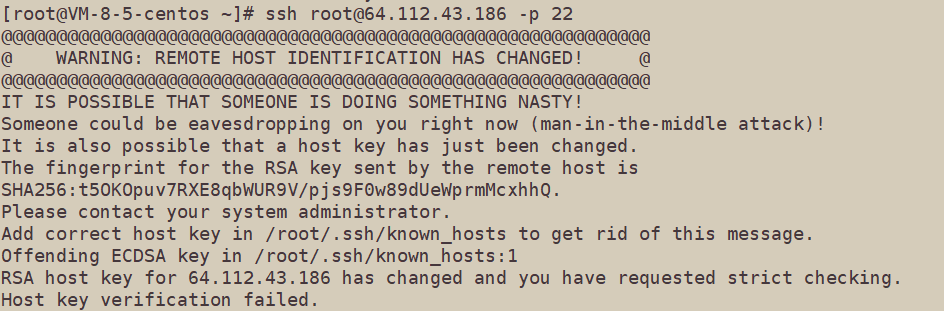 [root@VM-8-5-centos ~]# ssh root@64.112.43.186 -p 22
@@@@@@@@@@@@@@@@@@@@@@@@@@@@@@@@@@@@@@@@@@@@@@@@@@@@@@@@@@@
@    WARNING: REMOTE HOST IDENTIFICATION HAS CHANGED!     @
@@@@@@@@@@@@@@@@@@@@@@@@@@@@@@@@@@@@@@@@@@@@@@@@@@@@@@@@@@@
IT IS POSSIBLE THAT SOMEONE IS DOING SOMETHING NASTY!
Someone could be eavesdropping on you right now (man-in-the-middle attack)!
It is also possible that a host key has just been changed.
The fingerprint for the RSA key sent by the remote host is
SHA256:t5OKOpuv7RXE8qbWUR9V/pjs9F0w89dUeWprmMcxhhQ.
Please contact your system administrator.
Add correct host key in /root/.ssh/known_hosts to get rid of this message.
Offending ECDSA key in /root/.ssh/known_hosts:1
RSA host key for 64.112.43.186 has changed and you have requested strict checking.
Host key verification failed.